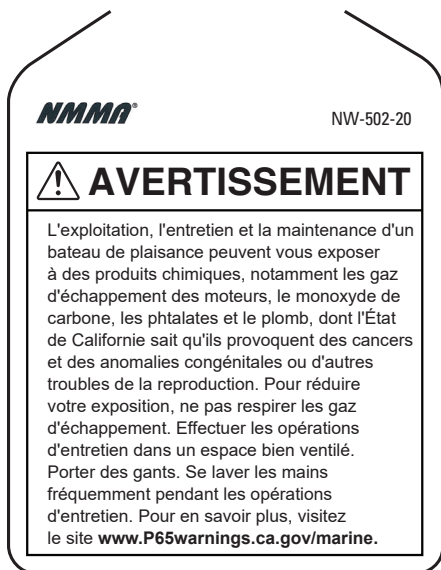 NMMA®
NW-502-20
⚠ AVERTISSEMENT
L'exploitation, l'entretien et la maintenance d'un
bateau de plaisance peuvent vous exposer
à des produits chimiques, notamment les gaz
d'échappement des moteurs, le monoxyde de
carbone, les phtalates et le plomb, dont l'État
de Californie sait qu'ils provoquent des cancers
et des anomalies congénitales ou d'autres
troubles de la reproduction. Pour réduire
votre exposition, ne pas respirer les gaz
d'échappement. Effectuer les opérations
d'entretien dans un espace bien ventilé.
Porter des gants. Se laver les mains
fréquemment pendant les opérations
d'entretien. Pour en savoir plus, visitez
le site www.P65warnings.ca.gov/marine.